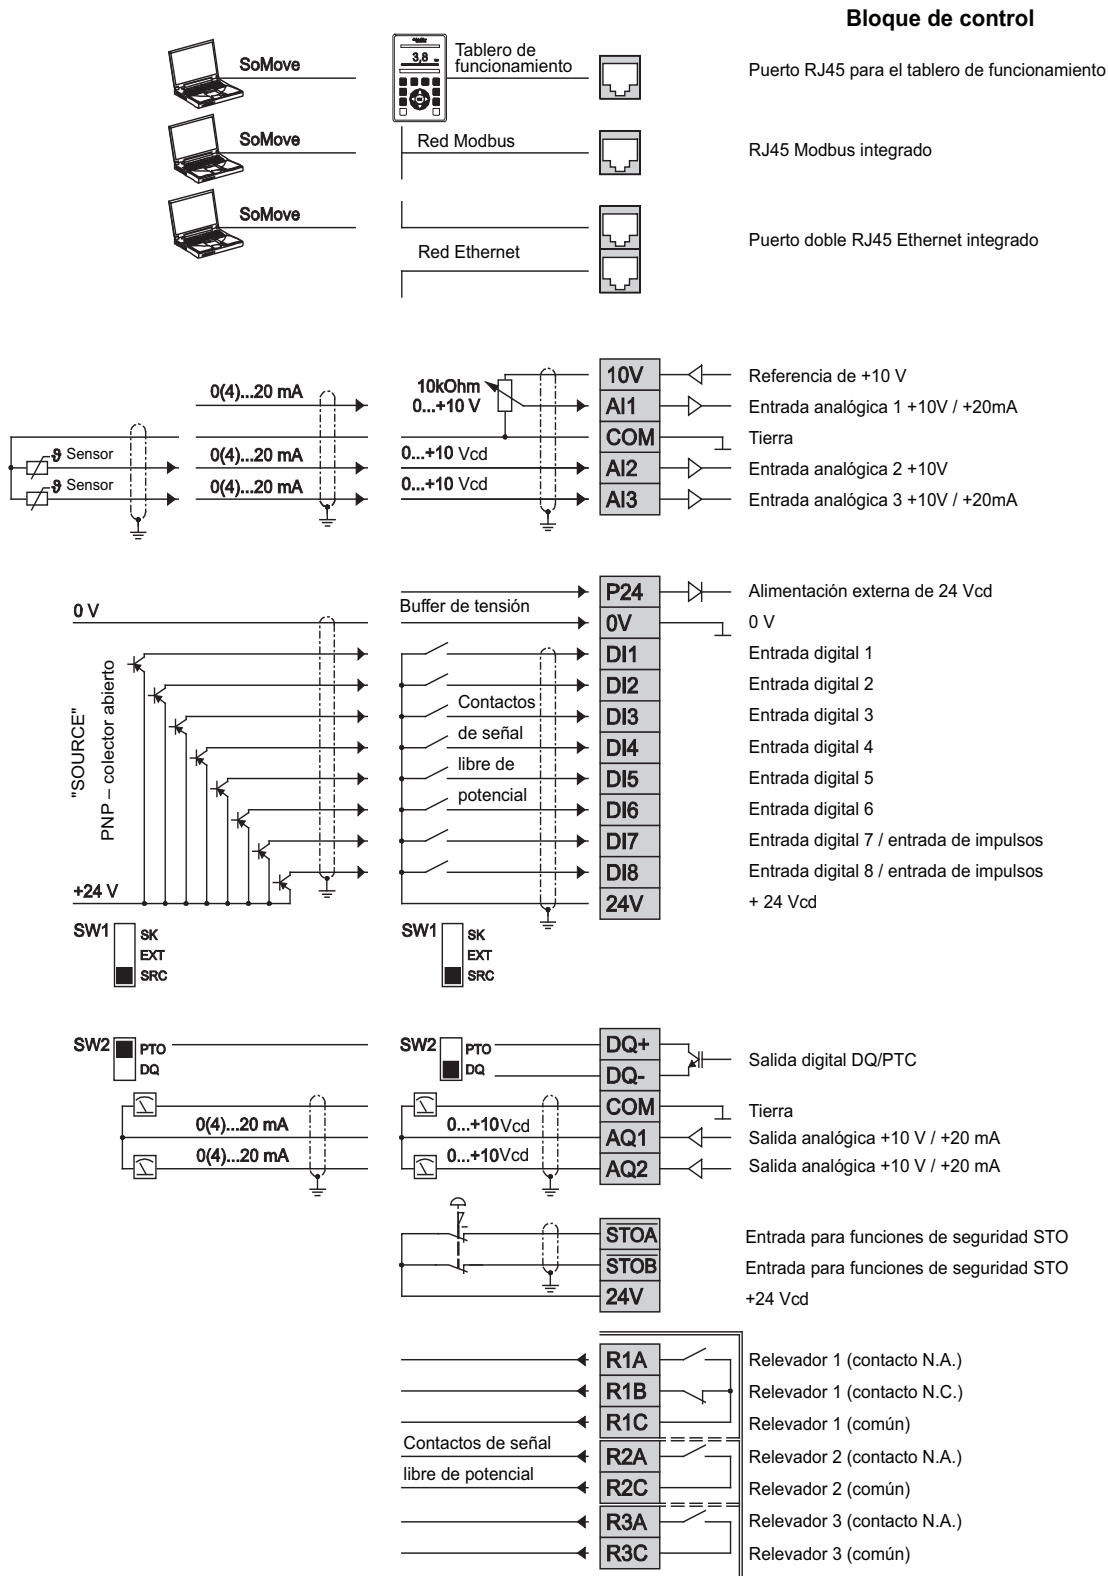 Bloque de control
SoMove
3,8
Tablero de
funcionamiento
Puerto RJ45 para el tablero de funcionamiento
SoMove
Red Modbus
RJ45 Modbus integrado
SoMove
Red Ethernet
Puerto doble RJ45 Ethernet integrado
10kOhm
0...+10 V
0(4)...20 mA
10V
Referencia de +10 V
AI1
Entrada analógica 1 +10V / +20mA
COM
Tierra
ϑ Sensor
0(4)...20 mA
0...+10 Vcd
AI2
Entrada analógica 2 +10V
ϑ Sensor
0(4)...20 mA
0...+10 Vcd
AI3
Entrada analógica 3 +10V / +20mA
P24
Alimentación externa de 24 Vcd
0 V
Buffer de tensión
0V
0 V
"SOURCE"
PNP – colector abierto
DI1
Entrada digital 1
DI2
Entrada digital 2
Contactos
de señal
libre de
potencial
DI3
Entrada digital 3
DI4
Entrada digital 4
DI5
Entrada digital 5
DI6
Entrada digital 6
DI7
Entrada digital 7 / entrada de impulsos
DI8
Entrada digital 8 / entrada de impulsos
+24 V
24V
+ 24 Vcd
SW1
SK
EXT
SRC
SW1
SK
EXT
SRC
SW2
PTO
DQ
SW2
PTO
DQ
DQ+
DQ-
Salida digital DQ/PTC
COM
Tierra
0(4)...20 mA
0...+10Vcd
AQ1
Salida analógica +10 V / +20 mA
0(4)...20 mA
0...+10Vcd
AQ2
Salida analógica +10 V / +20 mA
STOA
Entrada para funciones de seguridad STO
STOB
Entrada para funciones de seguridad STO
24V
+24 Vcd
R1A
Relevador 1 (contacto N.A.)
R1B
Relevador 1 (contacto N.C.)
R1C
Relevador 1 (común)
Contactos de señal
libre de potencial
R2A
Relevador 2 (contacto N.A.)
R2C
Relevador 2 (común)
R3A
Relevador 3 (contacto N.A.)
R3C
Relevador 3 (común)